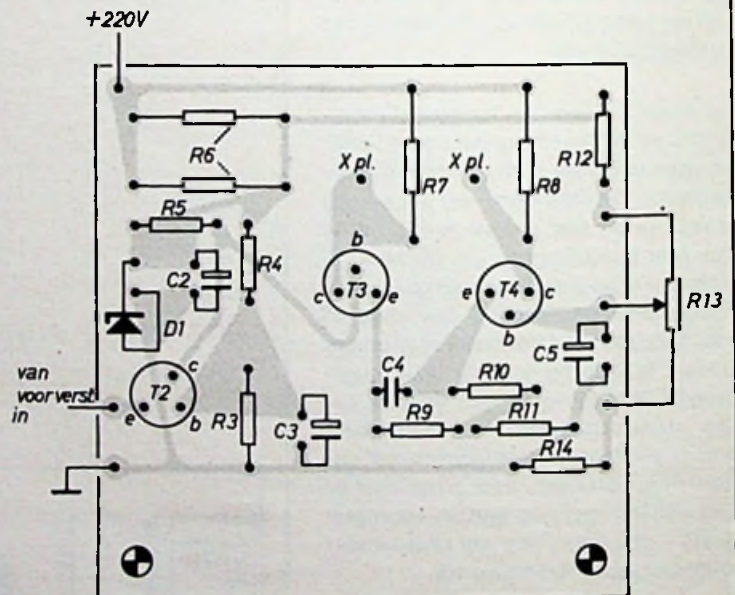 +220V
R6
X pl.
X pl.
R12
R7
R8
R5
C2
R4
b
c
T3
e
e
T4
c
b
R13
D1
C5
van
voorverst.
in
c
T2
e
b
C4
R10
R3
C3
R9
R11
R14